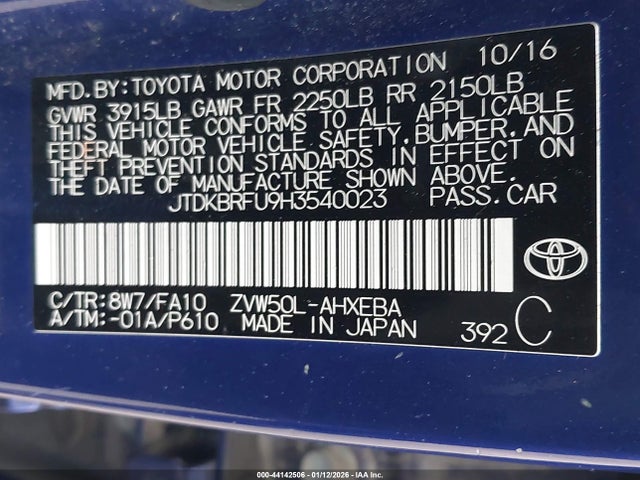 MFD.BY:TOYOTA MOTOR CORPORATION 10/16
GVWR 3915LB GAWR FR 2250LB RR 2150LB
THIS VEHICLE CONFORMS TO ALL APPLICABLE
FEDERAL MOTOR VEHICLE SAFETY,BUMPER,AND
THEFT PREVENTION STANDARDS IN EFFECT ON
THE DATE OF MANUFACTURE SHOWN ABOVE.
JTDKBRFU9H3540023 PASS.CAR
C/TR:8W7/FA10 ZVW50L-AHXEBA
A/TM:-01A/P610 MADE IN JAPAN 392 C
000-44142506 - 01/12/2026 - IAA Inc.